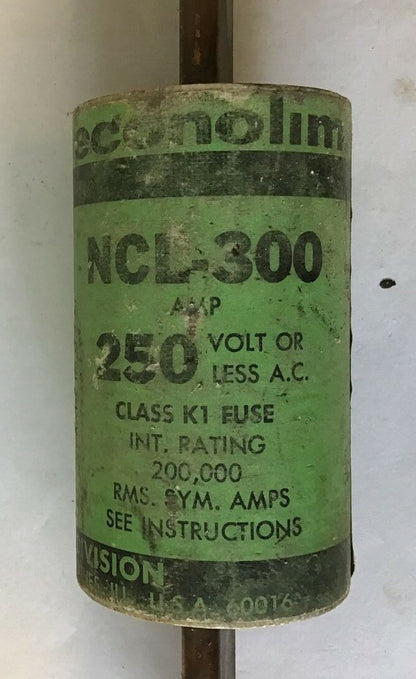 econolim
NCL-300
AMP
250 VOLT OR
LESS A.C.
CLASS K1 FUSE
INT. RATING
200,000
RMS. SYM. AMPS
SEE INSTRUCTIONS
VISION
ILL. U.S.A. 60016